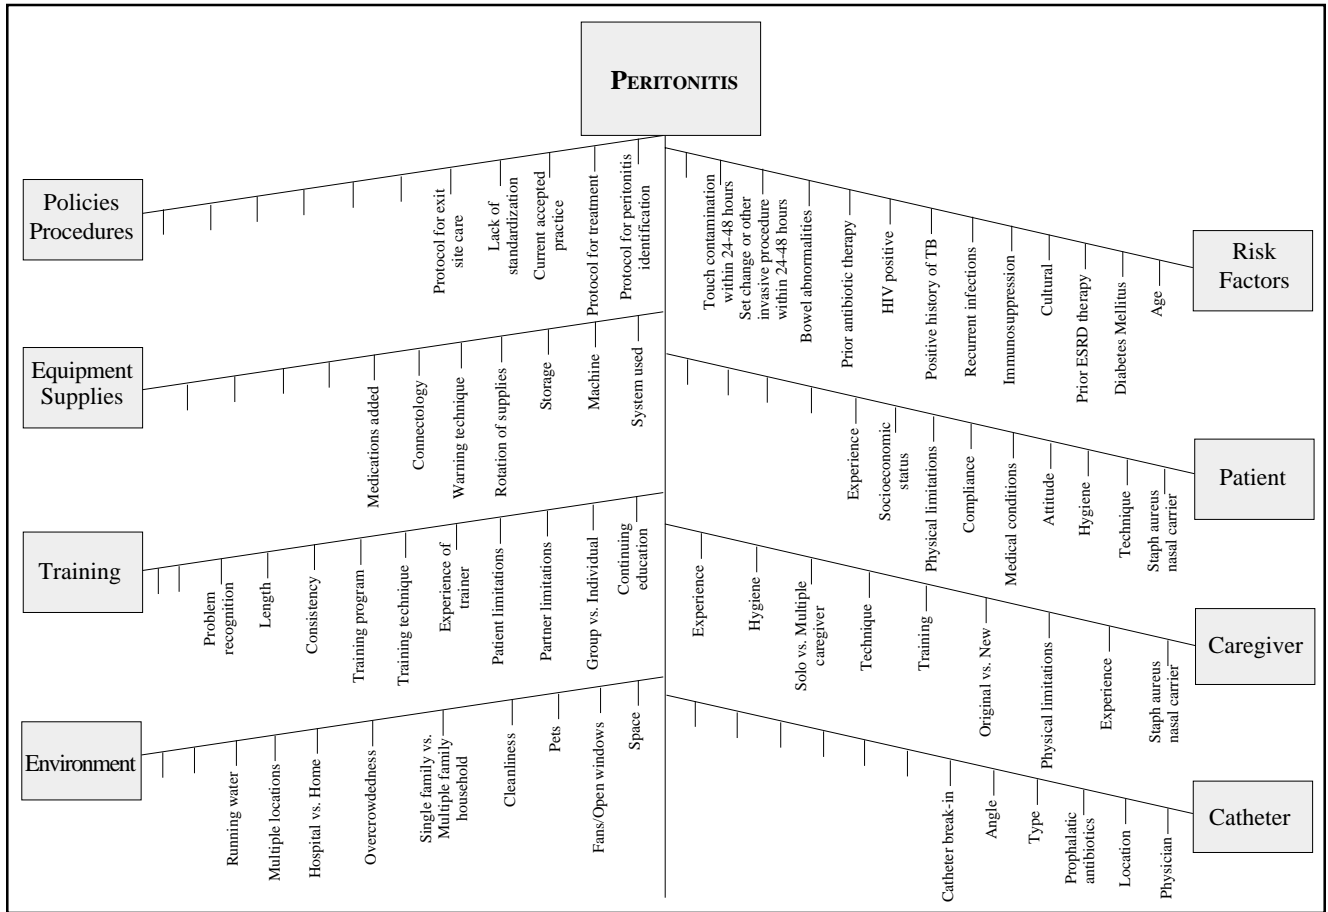 PERITONITIS
Policies
Procedures
Protocol for exit
site care
Lack of
standardization
Current accepted
practice
Protocol for treatment
Protocol for peritonitis
identification
Touch contamination
within 24-48 hours
Set change or other
invasive procedure
within 24-48 hours
Bowel abnormalities
Prior antibiotic therapy
HIV positive
Positive history of TB
Recurrent infections
Immunosuppression
Cultural
Prior ESRD therapy
Diabetes Mellitus
Age
Risk
Factors
Equipment
Supplies
Medications added
Connectology
Warning technique
Rotation of supplies
Storage
Machine
System used
Experience
Socioeconomic
status
Physical limitations
Compliance
Medical conditions
Attitude
Hygiene
Technique
Staph aureus
nasal carrier
Patient
Training
Problem
recognition
Length
Consistency
Training program
Training technique
Experience of
trainer
Patient limitations
Partner limitations
Group vs. Individual
Continuing
education
Experience
Hygiene
Solo vs. Multiple
caregiver
Technique
Training
Original vs. New
Physical limitations
Experience
Staph aureus
nasal carrier
Caregiver
Environment
Running water
Multiple locations
Hospital vs. Home
Overcrowdedness
Single family vs.
Multiple family
household
Cleanliness
Pets
Fans/Open windows
Space
Catheter break-in
Angle
Type
Prophalatic
antibiotics
Location
Physician
Catheter